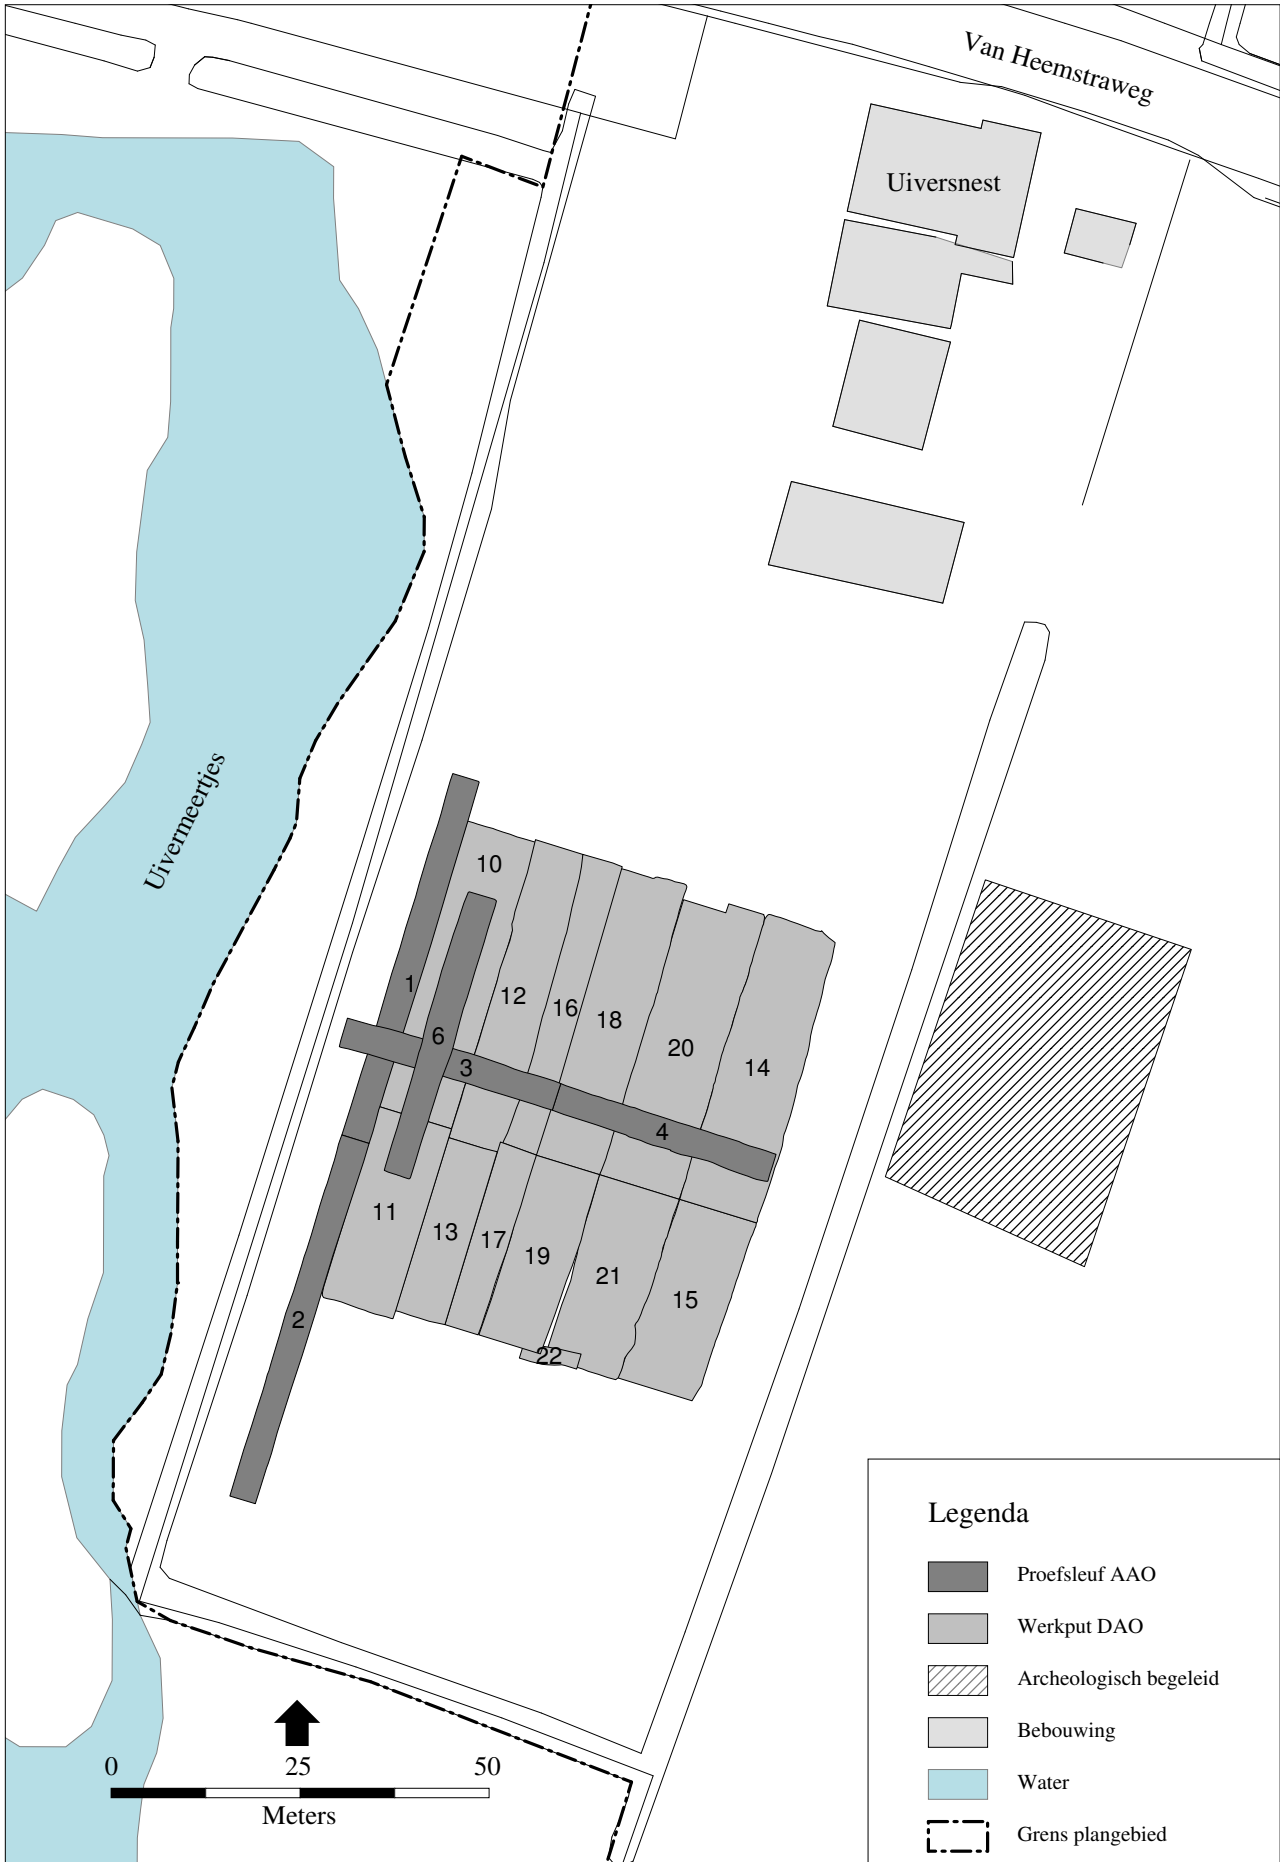 Van Heemstraweg
Uiversnest
Uivermeertjes
10
1
12
16
18
6
20
3
14
4
11
13
17
19
21
15
2
22
Legenda
Proefsleuf AAO
Werkput DAO
Archeologisch begeleid
Bebouwing
Water
Grens plangebied
0 25 50
Meters